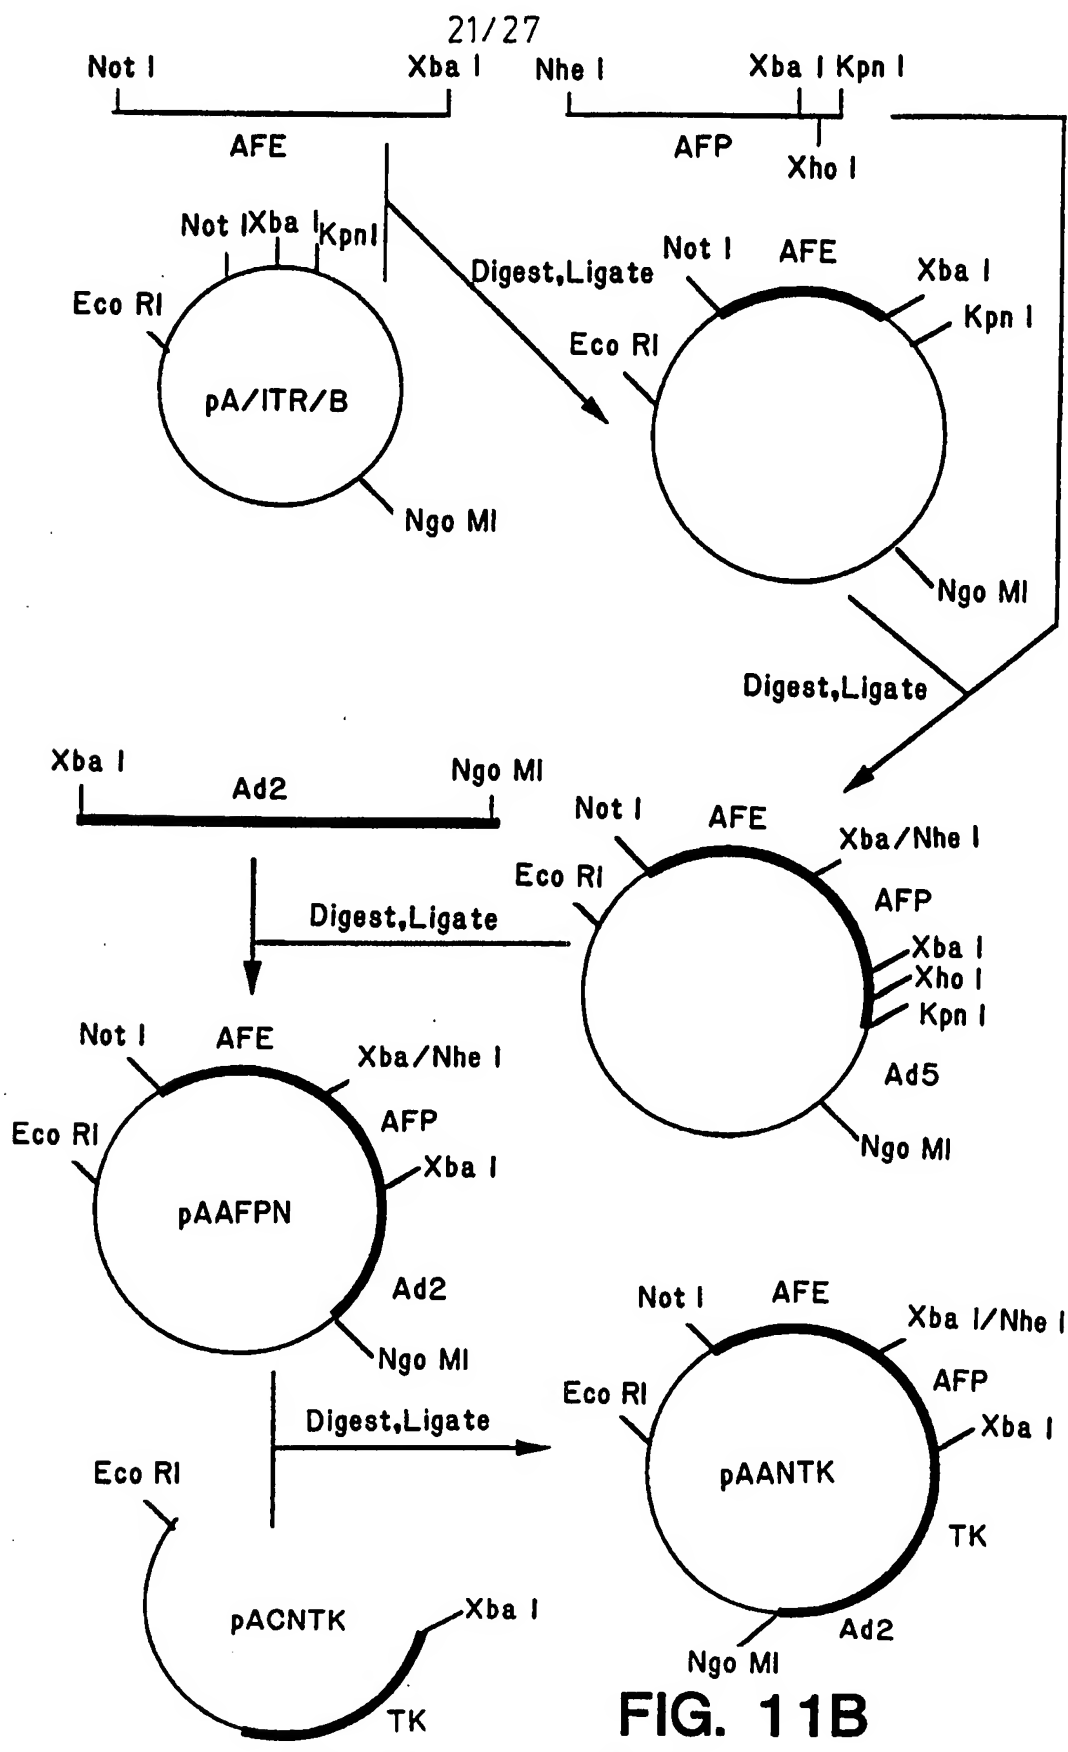 21/27
Not I
Xba I
Nhe I
Xba I
Kpn I
AFE
AFP
Xho I
Not I
Xba I
KpnI
Eco RI
pA/ITR/B
Ngo MI
Digest,Ligate
Not I
AFE
Xba I
Kpn I
Eco RI
Ngo MI
Digest,Ligate
Xba I
Ad2
Ngo MI
Digest,Ligate
Not I
AFE
Xba/Nhe I
Eco RI
AFP
Xba I
Xho I
Kpn I
Ad5
Ngo MI
Not I
AFE
Xba/Nhe I
Eco RI
AFP
Xba I
pAAFPN
Ad2
Ngo MI
Digest,Ligate
Eco RI
pACNTK
Xba I
TK
Not I
AFE
Xba I/Nhe I
Eco RI
AFP
Xba I
pAANTK
TK
Ad2
Ngo MI
FIG. 11B